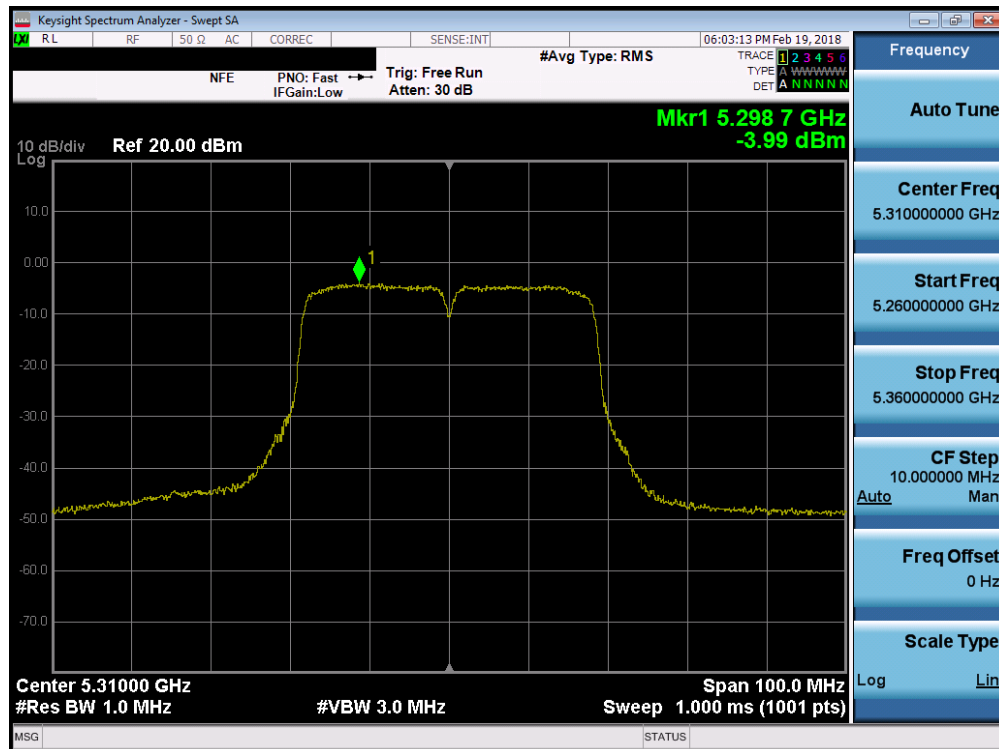 Keysight Spectrum Analyzer - Swept SA
LXI RL RF 50 Ω AC CORREC SENSE:INT 06:03:13 PM Feb 19, 2018
Frequency
#Avg Type: RMS
TRACE 1 2 3 4 5 6
TYPE A WWWWW
DET A N N N N N
NFE PNO: Fast Trig: Free Run
IFGain:Low Atten: 30 dB
Auto Tune
Mkr1 5.298 7 GHz
-3.99 dBm
10 dB/div Ref 20.00 dBm
Log
10.0
0.00
-10.0
-20.0
-30.0
-40.0
-50.0
-60.0
-70.0
1
Center Freq
5.310000000 GHz
Start Freq
5.260000000 GHz
Stop Freq
5.360000000 GHz
CF Step
10.000000 MHz
Auto Man
Freq Offset
0 Hz
Scale Type
Log Lin
Center 5.31000 GHz Span 100.0 MHz
#Res BW 1.0 MHz #VBW 3.0 MHz Sweep 1.000 ms (1001 pts)
MSG STATUS